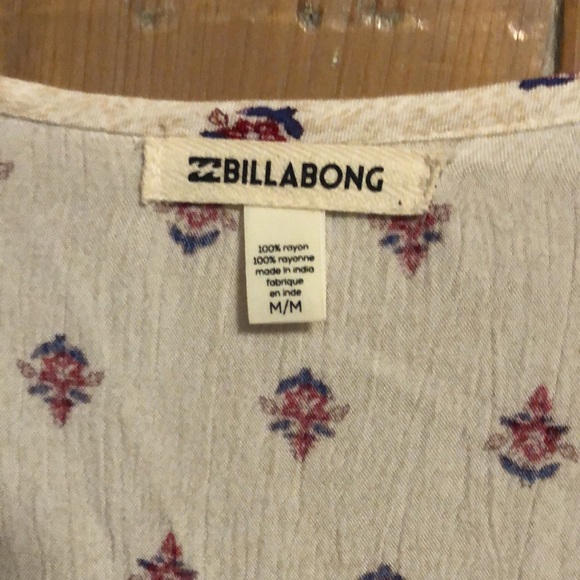 BILLABONG
100% rayon
100% rayonne
made in india
fabrique
en inde
M/M